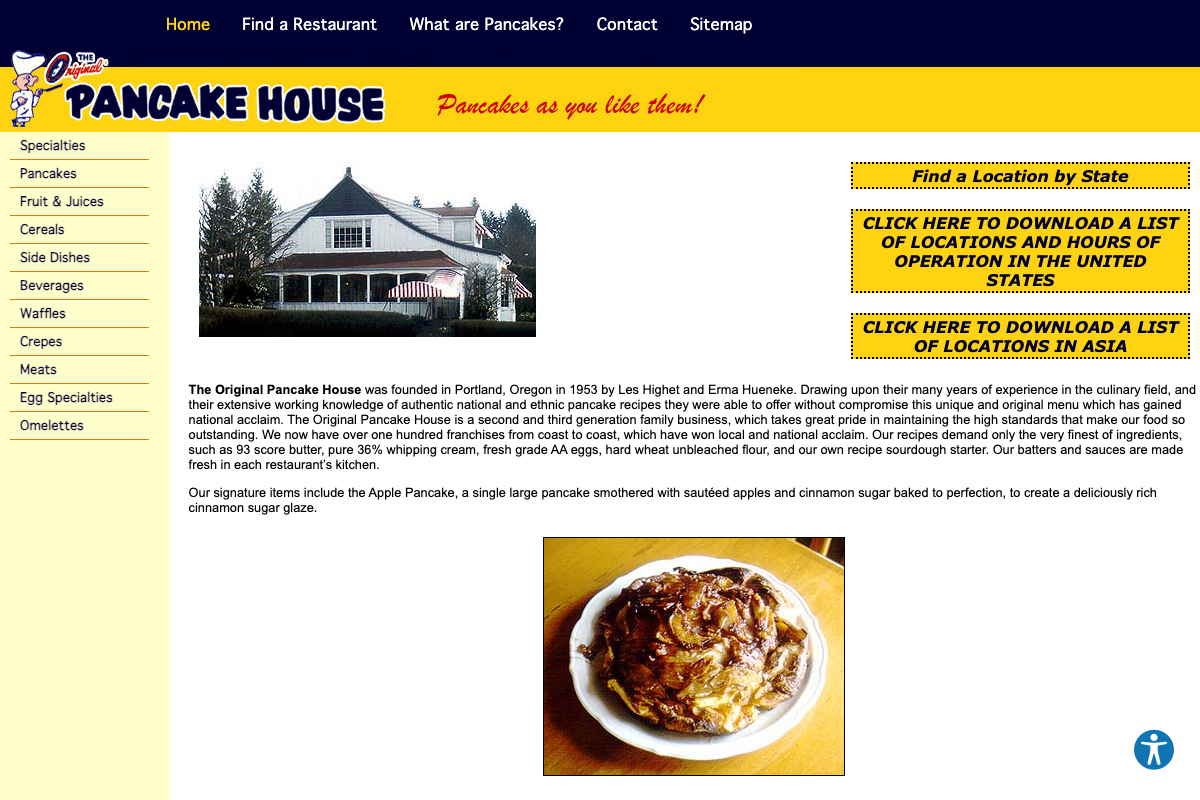 Home Find a Restaurant What are Pancakes? Contact Sitemap
THE
Original
PANCAKE HOUSE
Pancakes as you like them!
Specialties
Pancakes
Fruit & Juices
Cereals
Side Dishes
Beverages
Waffles
Crepes
Meats
Egg Specialties
Omelettes
Find a Location by State
CLICK HERE TO DOWNLOAD A LIST
OF LOCATIONS AND HOURS OF
OPERATION IN THE UNITED
STATES
CLICK HERE TO DOWNLOAD A LIST
OF LOCATIONS IN ASIA
The Original Pancake House was founded in Portland, Oregon in 1953 by Les Highet and Erma Hueneke. Drawing upon their many years of experience in the culinary field, and
their extensive working knowledge of authentic national and ethnic pancake recipes they were able to offer without compromise this unique and original menu which has gained
national acclaim. The Original Pancake House is a second and third generation family business, which takes great pride in maintaining the high standards that make our food so
outstanding. We now have over one hundred franchises from coast to coast, which have won local and national acclaim. Our recipes demand only the very finest of ingredients,
such as 93 score butter, pure 36% whipping cream, fresh grade AA eggs, hard wheat unbleached flour, and our own recipe sourdough starter. Our batters and sauces are made
fresh in each restaurant's kitchen.
Our signature items include the Apple Pancake, a single large pancake smothered with sautéed apples and cinnamon sugar baked to perfection, to create a deliciously rich
cinnamon sugar glaze.